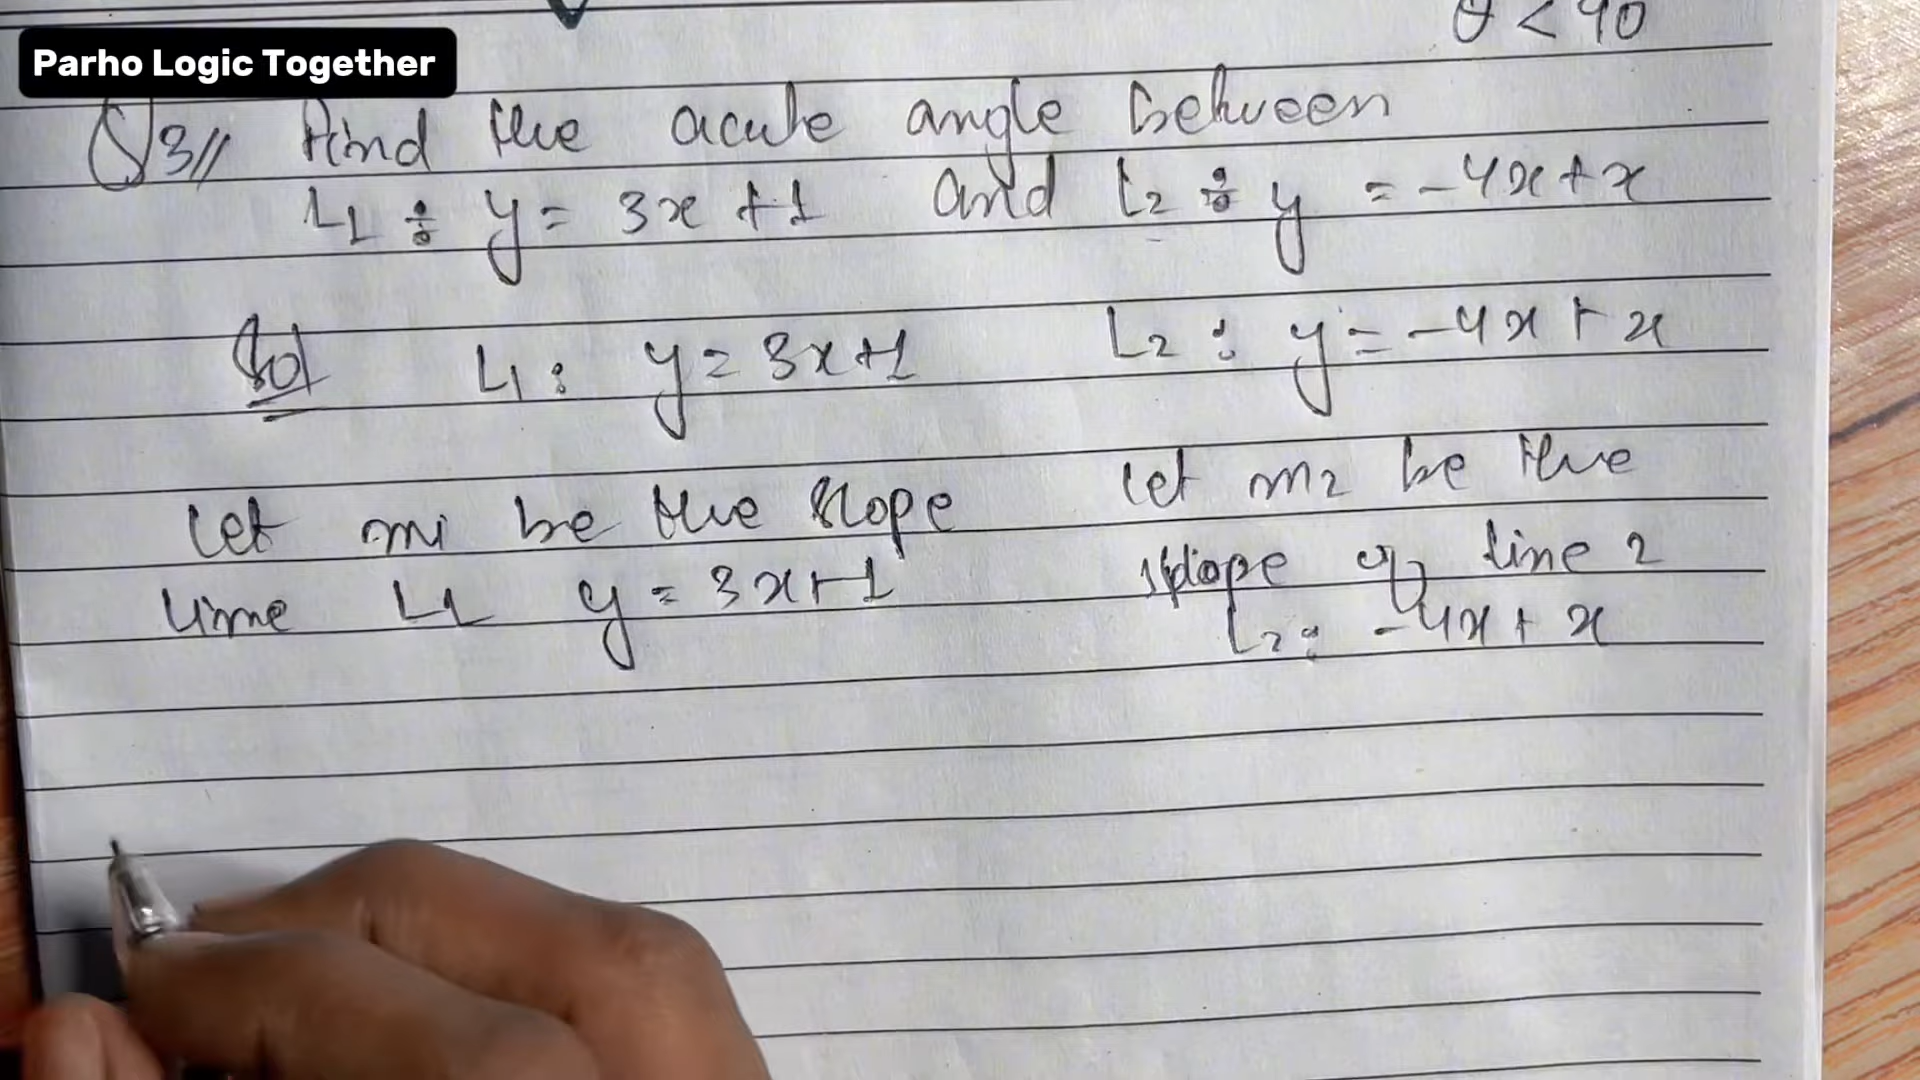 θ < 90
Parho Logic Together
Q3// Find the acute angle between
L1 ÷ y = 3x + 1 and L2 ÷ y = -4x + x
Sol L1 : y = 3x + 1 L2 : y = -4x + x
let m1 be the slope
line L1 y = 3x + 1
let m2 be the
slope of line 2
L2 : -4x + x